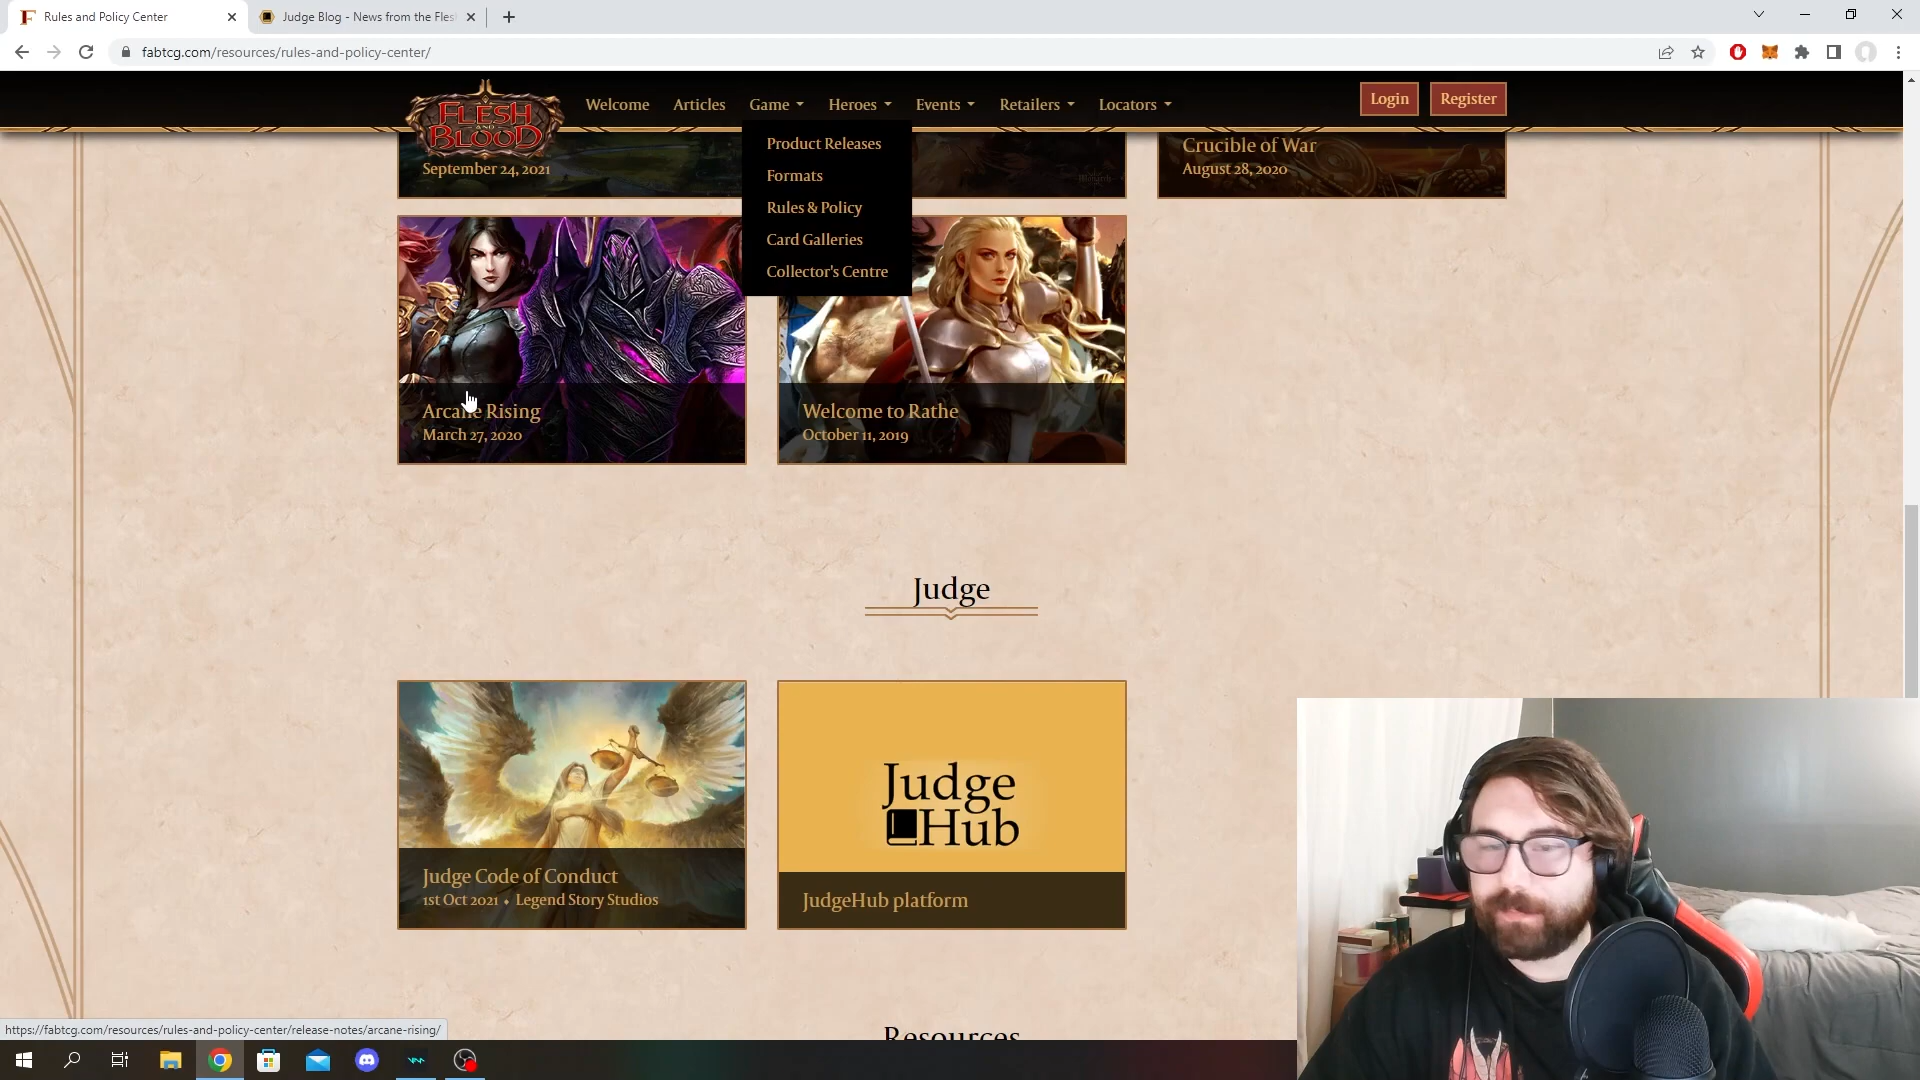 Rules and Policy Center
Judge Blog - News from the Fles
fabtcg.com/resources/rules-and-policy-center/
FLESH
AND
BLOOD
Welcome
Articles
Game
Heroes
Events
Retailers
Locators
Login
Register
Product Releases
Formats
Rules & Policy
Card Galleries
Collector's Centre
September 24, 2021
Crucible of War
August 28, 2020
Arcane Rising
March 27, 2020
Welcome to Rathe
October 11, 2019
Judge
Judge
Hub
Judge Code of Conduct
1st Oct 2021 • Legend Story Studios
JudgeHub platform
Resources
https://fabtcg.com/resources/rules-and-policy-center/release-notes/arcane-rising/